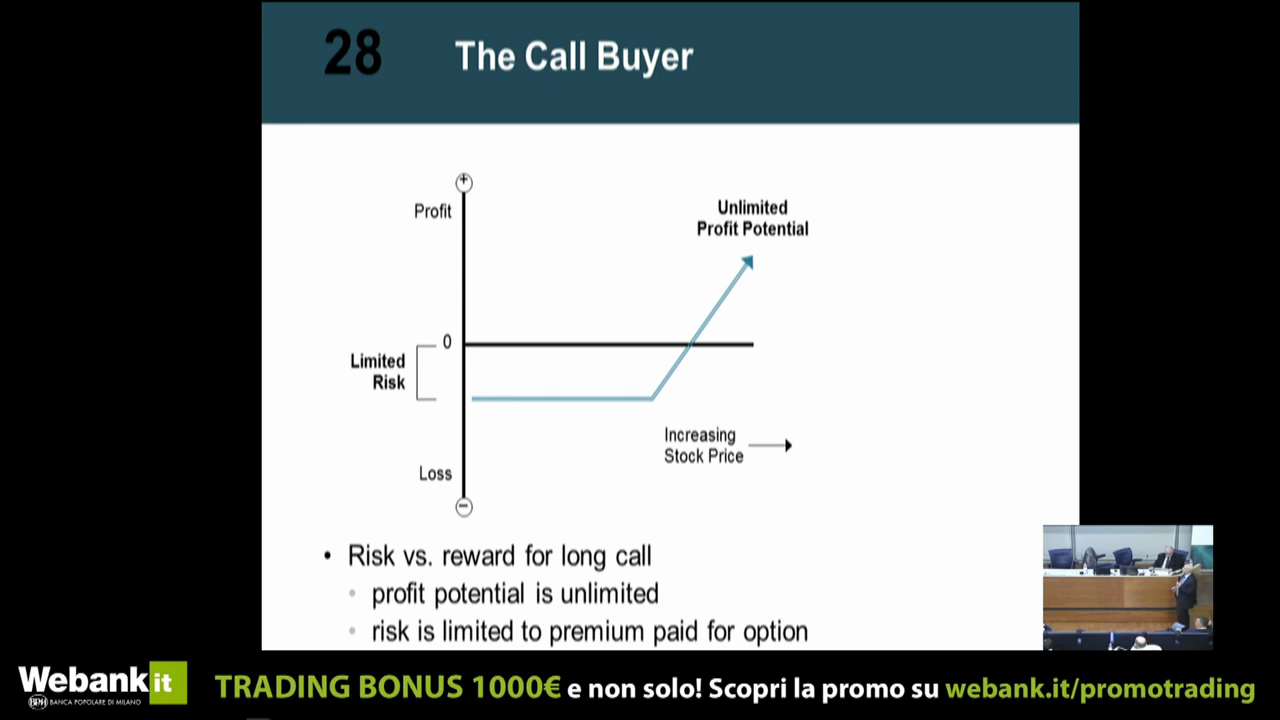 28 The Call Buyer
+
Profit
Unlimited
Profit Potential
0
Limited
Risk
Increasing
Stock Price
Loss
−
• Risk vs. reward for long call
• profit potential is unlimited
• risk is limited to premium paid for option
Webank it
BPM BANCA POPOLARE DI MILANO
TRADING BONUS 1000€ e non solo! Scopri la promo su webank.it/promotrading